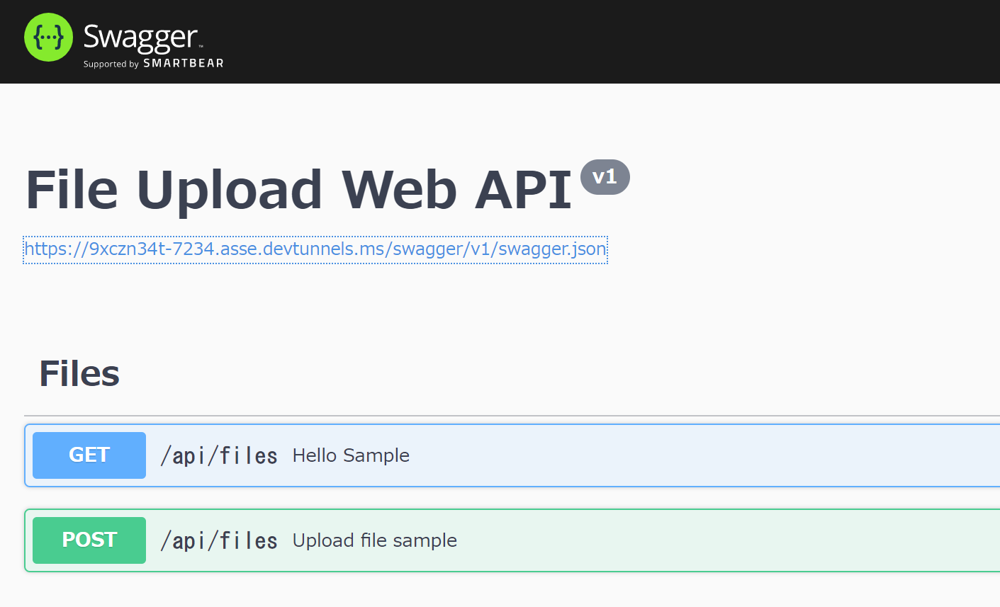 {···} Swagger™
Supported by SMARTBEAR
File Upload Web API v1
https://9xczn34t-7234.asse.devtunnels.ms/swagger/v1/swagger.json
Files
GET /api/files Hello Sample
POST /api/files Upload file sample